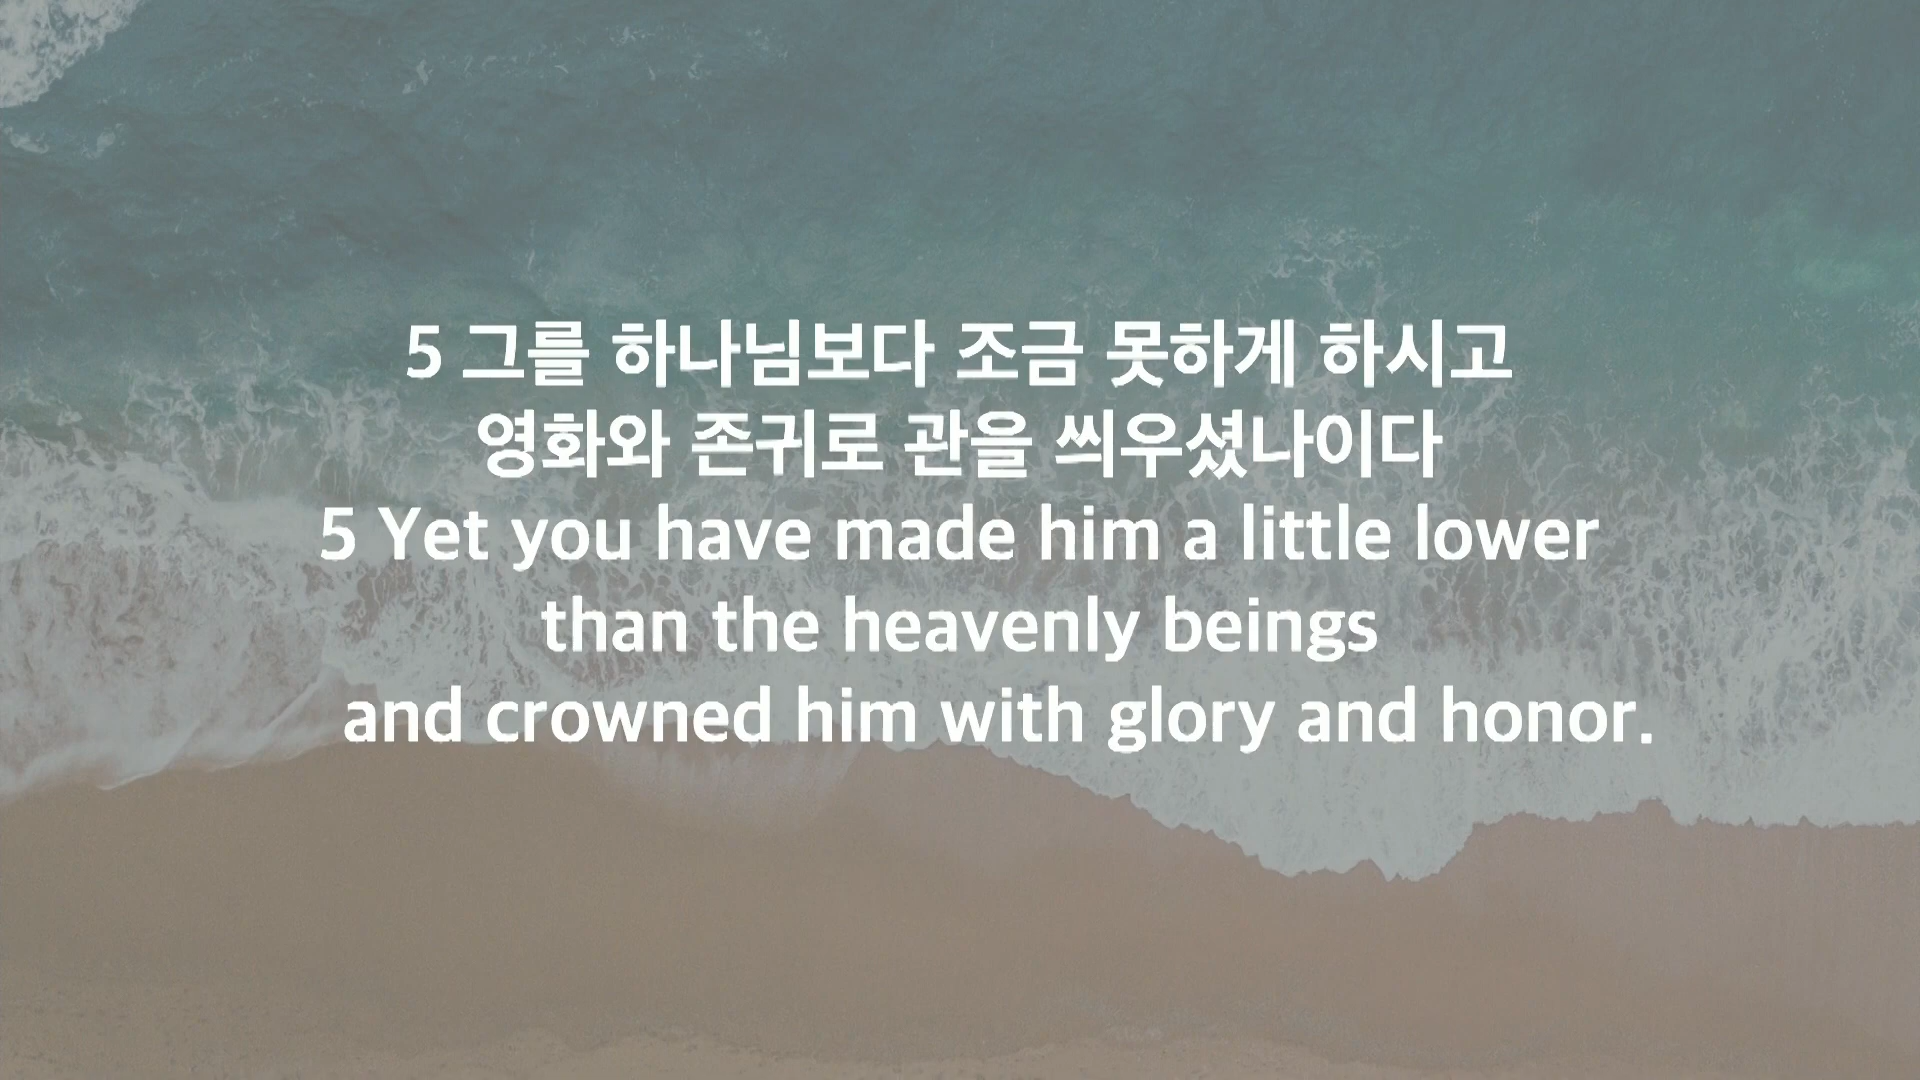 5 그를 하나님보다 조금 못하게 하시고
영화와 존귀로 관을 씌우셨나이다
5 Yet you have made him a little lower
than the heavenly beings
and crowned him with glory and honor.